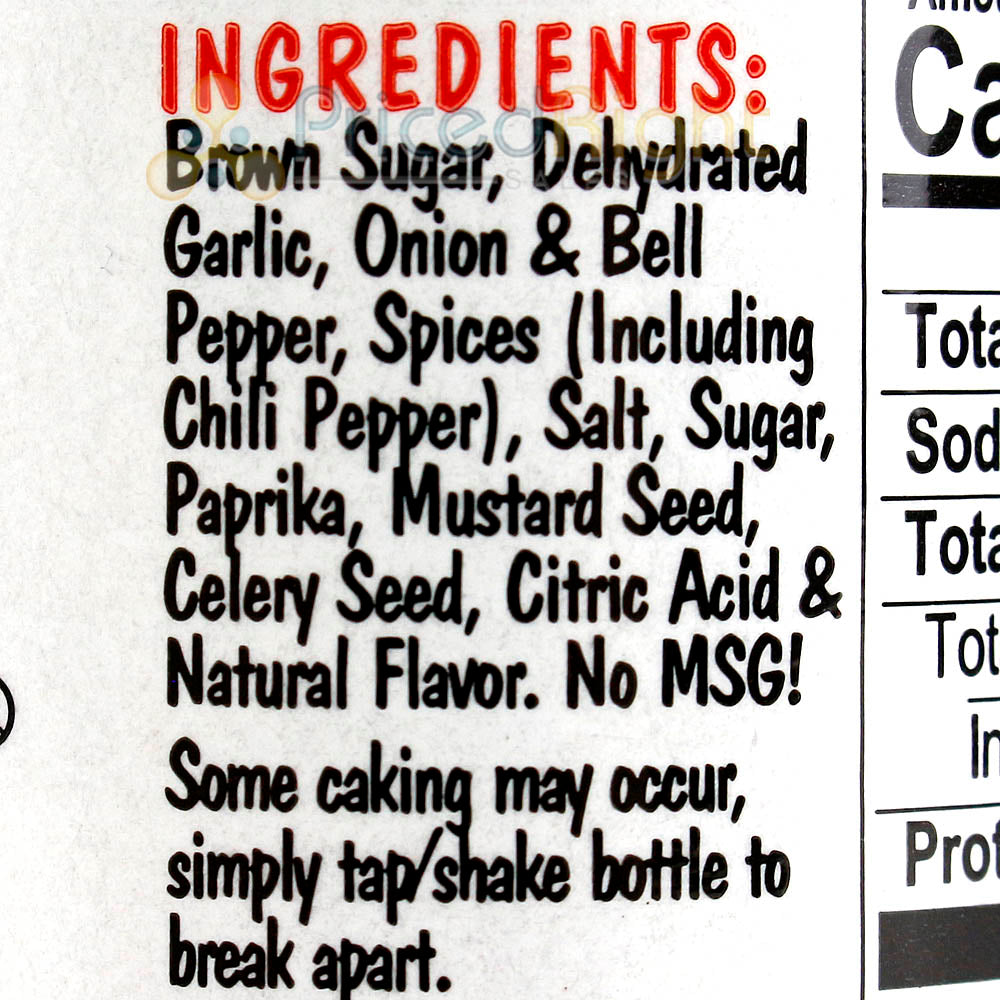 INGREDIENTS:
Brown Sugar, Dehydrated
Garlic, Onion & Bell
Pepper, Spices (Including
Chili Pepper), Salt, Sugar,
Paprika, Mustard Seed,
Celery Seed, Citric Acid &
Natural Flavor. No MSG!
Some caking may occur,
simply tap/shake bottle to
break apart.
PricedRight
SALES
Ca
Tota
Sod
Tota
Tot
In
Prot